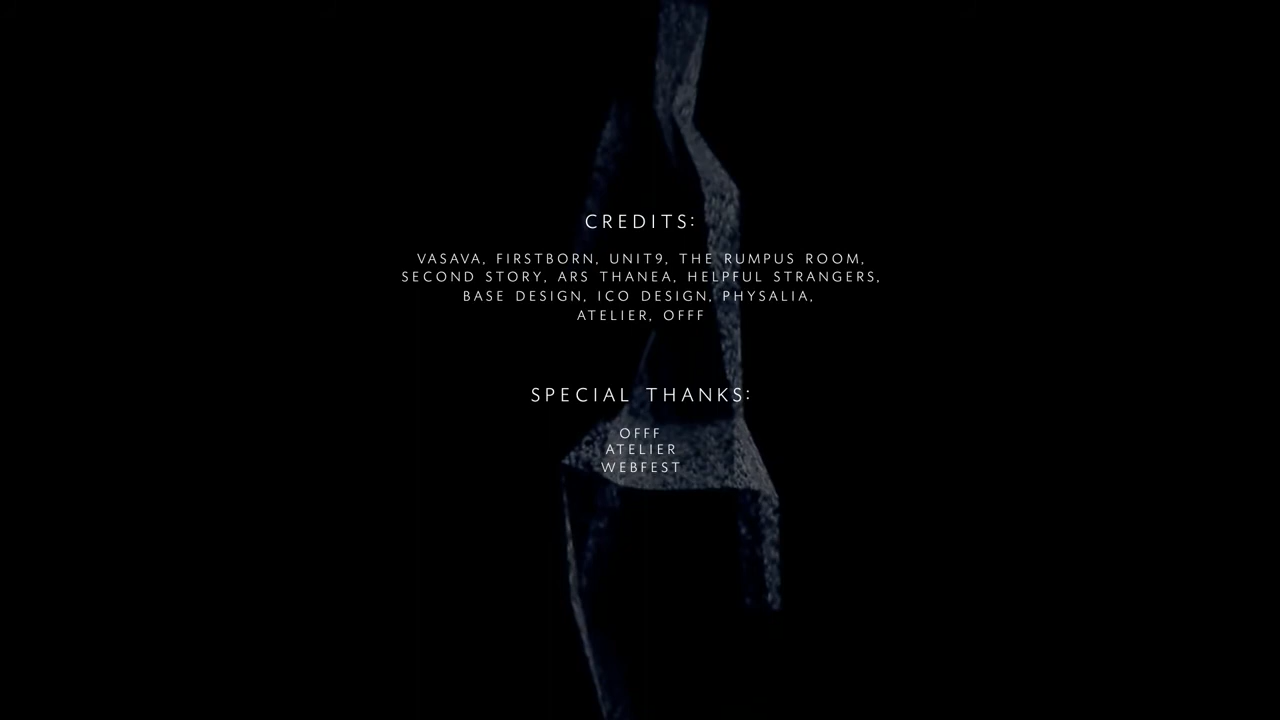 CREDITS:
VASAVA, FIRSTBORN, UNIT9, THE RUMPUS ROOM,
SECOND STORY, ARS THANEA, HELPFUL STRANGERS,
BASE DESIGN, ICO DESIGN, PHYSALIA,
ATELIER, OFFF
SPECIAL THANKS:
OFFF
ATELIER
WEBFEST